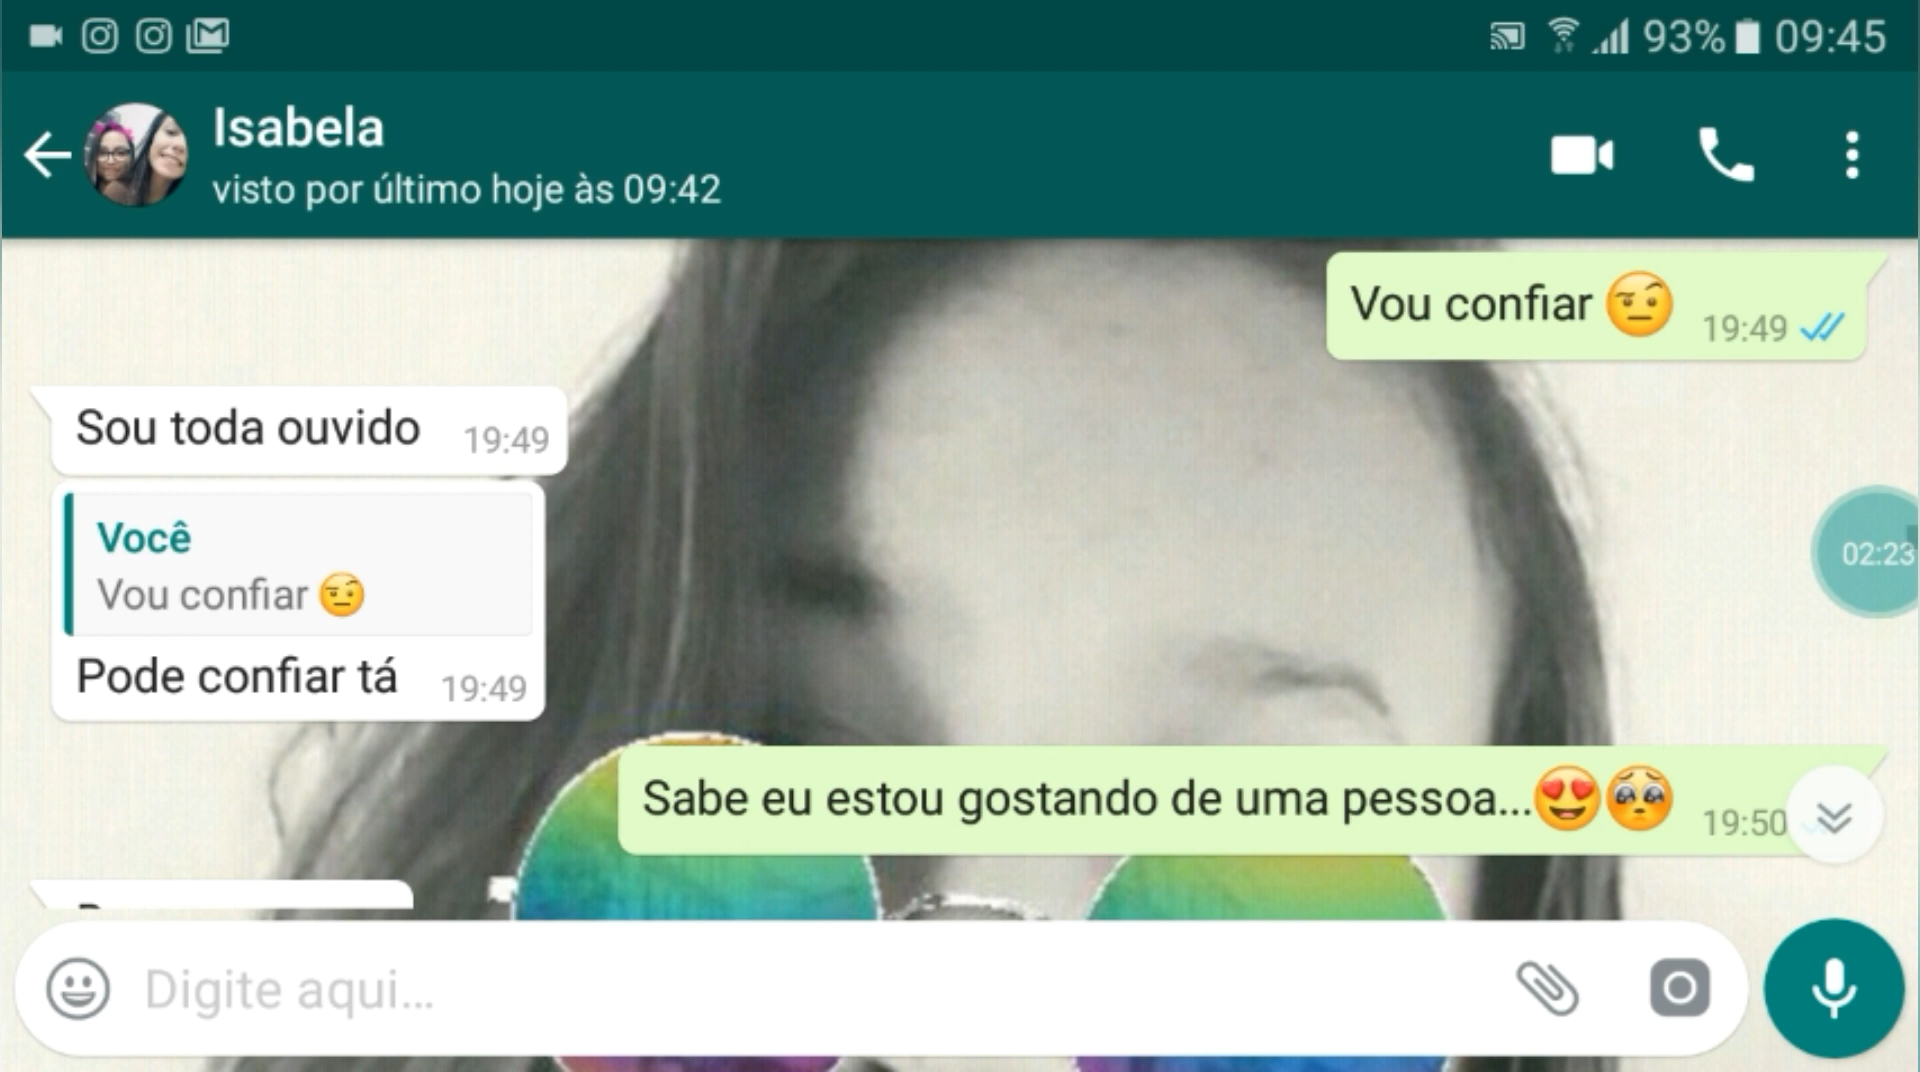 93% 09:45
Isabela
visto por último hoje às 09:42
Vou confiar 🤨 19:49
Sou toda ouvido 19:49
Você
Vou confiar 🤨
Pode confiar tá 19:49
02:23
Sabe eu estou gostando de uma pessoa...😍🥺 19:50
Digite aqui...